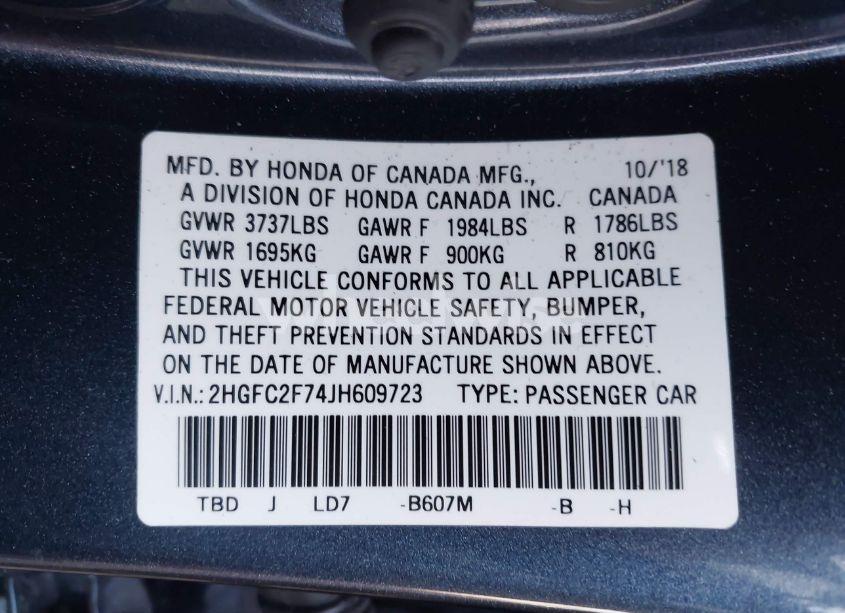 MFD. BY HONDA OF CANADA MFG., 10/'18
A DIVISION OF HONDA CANADA INC. CANADA
GVWR 3737LBS GAWR F 1984LBS R 1786LBS
GVWR 1695KG GAWR F 900KG R 810KG
THIS VEHICLE CONFORMS TO ALL APPLICABLE
FEDERAL MOTOR VEHICLE SAFETY, BUMPER,
AND THEFT PREVENTION STANDARDS IN EFFECT
ON THE DATE OF MANUFACTURE SHOWN ABOVE.
V.I.N.: 2HGFC2F74JH609723 TYPE: PASSENGER CAR
TBD J LD7 -B607M -B -H